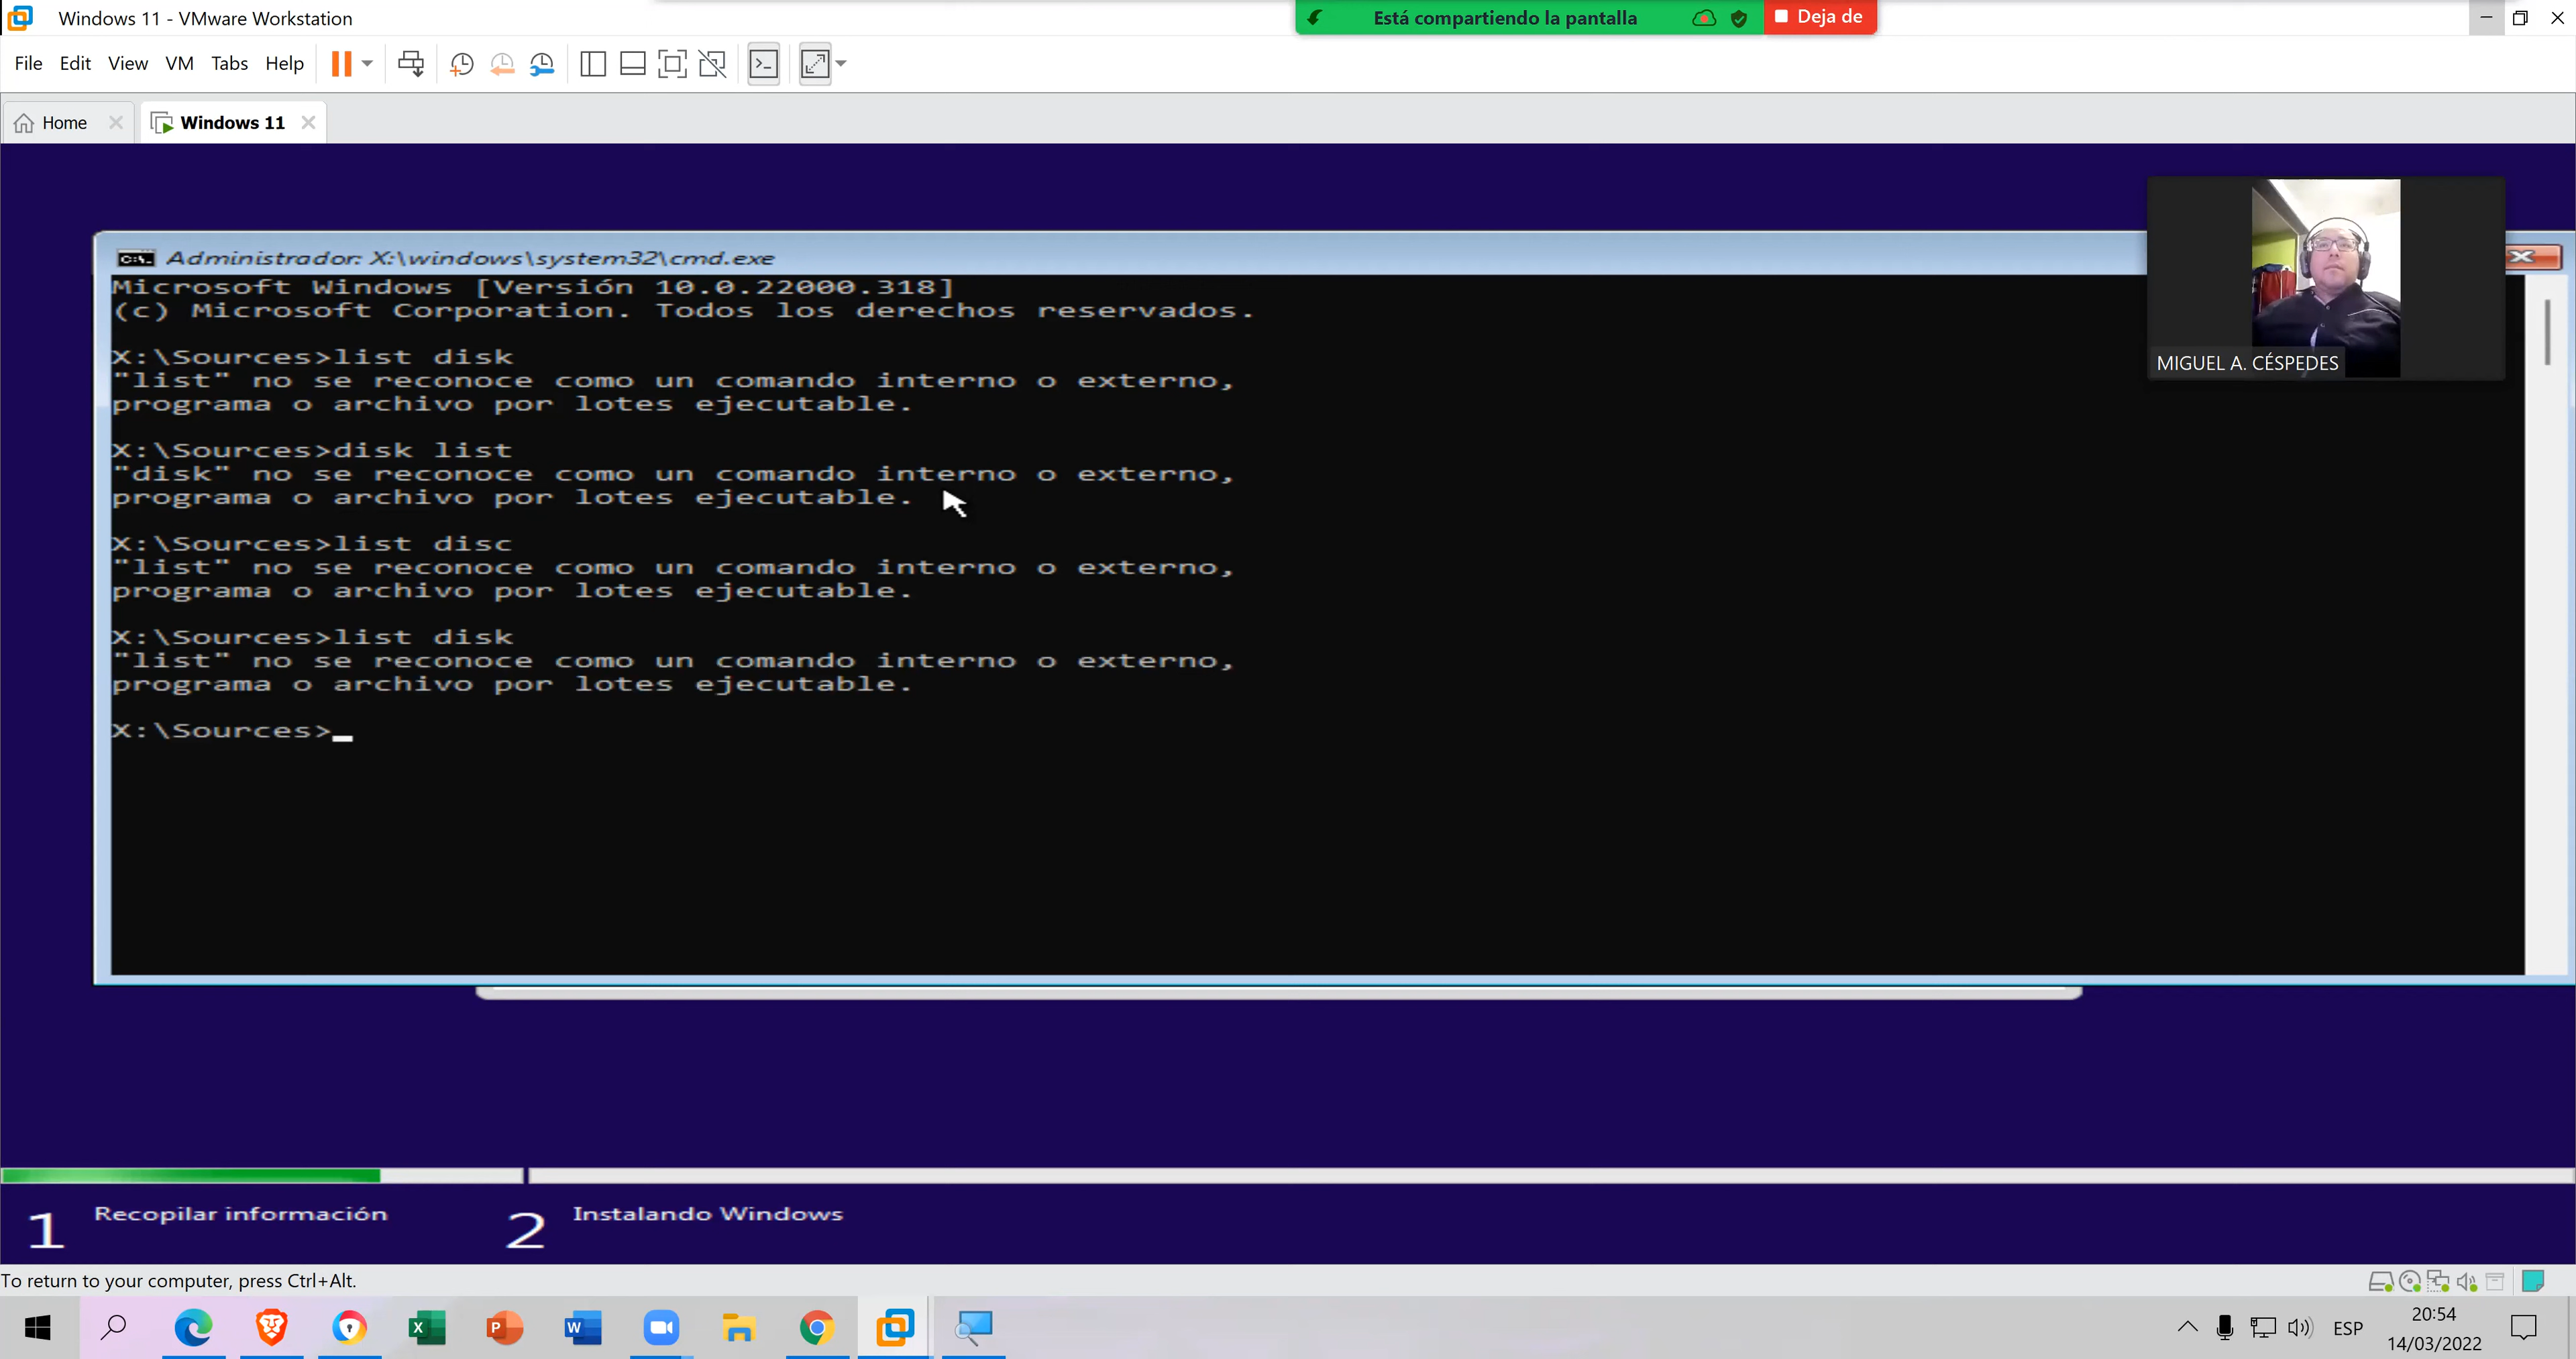 Windows 11 - VMware Workstation
Está compartiendo la pantalla
Deja de
File Edit View VM Tabs Help
Home
Windows 11
Administrador: X:\windows\system32\cmd.exe
Microsoft Windows [Versión 10.0.22000.318]
(c) Microsoft Corporation. Todos los derechos reservados.
X:\Sources>list disk
"list" no se reconoce como un comando interno o externo,
programa o archivo por lotes ejecutable.
X:\Sources>disk list
"disk" no se reconoce como un comando interno o externo,
programa o archivo por lotes ejecutable.
X:\Sources>list disc
"list" no se reconoce como un comando interno o externo,
programa o archivo por lotes ejecutable.
X:\Sources>list disk
"list" no se reconoce como un comando interno o externo,
programa o archivo por lotes ejecutable.
X:\Sources>
MIGUEL A. CÉSPEDES
1 Recopilar información
2 Instalando Windows
To return to your computer, press Ctrl+Alt.
ESP
20:54
14/03/2022